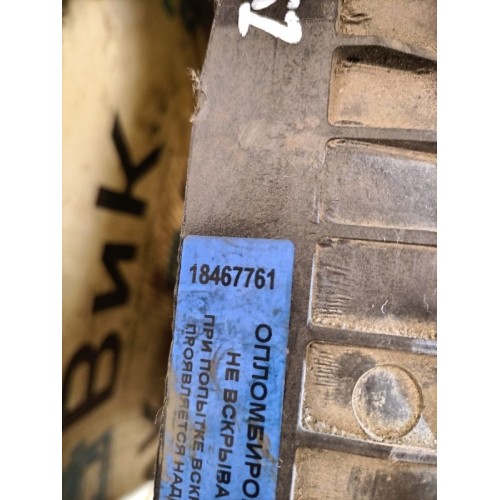 18467761
ОПЛОМБИРО
НЕ ВСКРЫВА
ПРИ ПОПЫТКЕ ВСК
ПРОЯВЛЯЕТСЯ НАД
ВИК